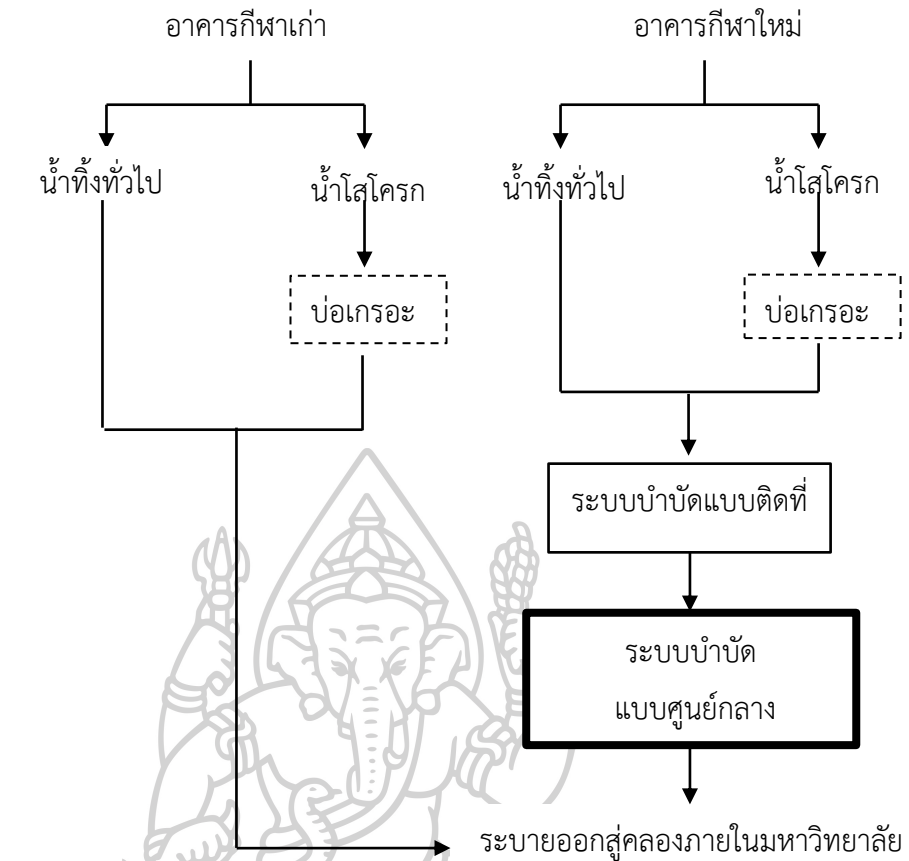 อาคารกีฬาเก่า
อาคารกีฬาใหม่
น้ำทิ้งทั่วไป
น้ำโสโครก
น้ำทิ้งทั่วไป
น้ำโสโครก
บ่อเกรอะ
บ่อเกรอะ
ระบบบำบัดแบบติดที่
ระบบบำบัด
แบบศูนย์กลาง
ระบายออกสู่คลองภายในมหาวิทยาลัย